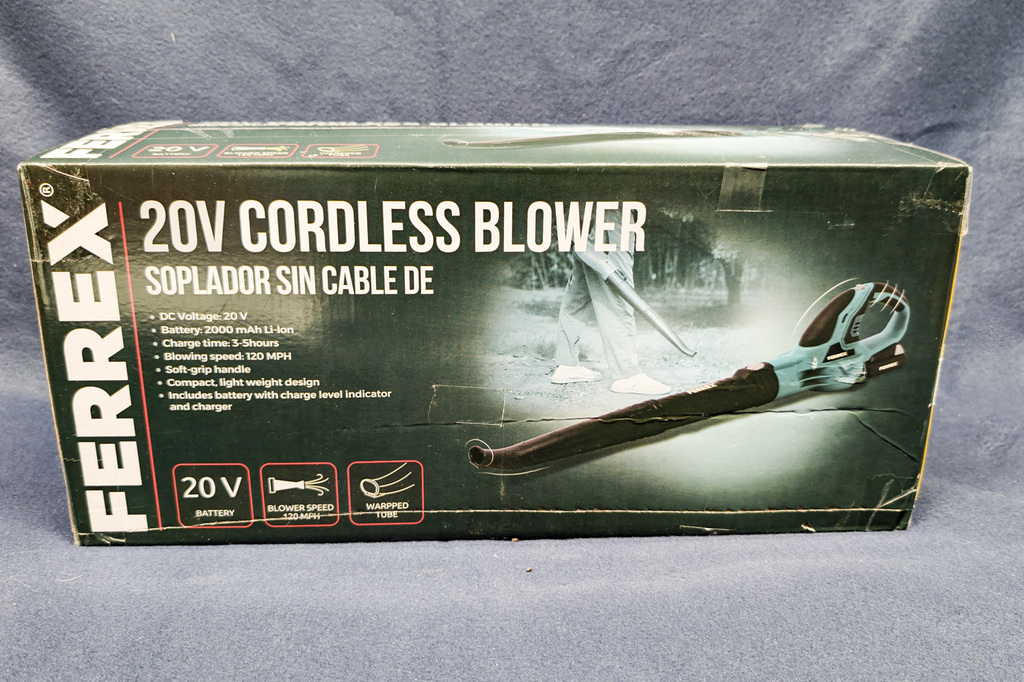 20 V
BATTERY
FERREX®
20V CORDLESS BLOWER
SOPLADOR SIN CABLE DE
• DC Voltage: 20 V
• Battery: 2000 mAh Li-Ion
• Charge time: 3-5hours
• Blowing speed: 120 MPH
• Soft-grip handle
• Compact, light weight design
• Includes battery with charge level indicator
and charger
20 V
BATTERY
BLOWER SPEED
120 MPH
WARPPED
TUBE